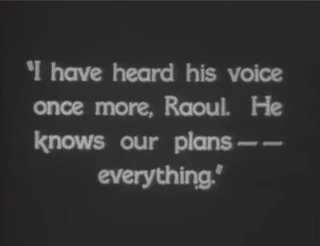 "I have heard his voice
once more, Raoul. He
knows our plans——
everything."